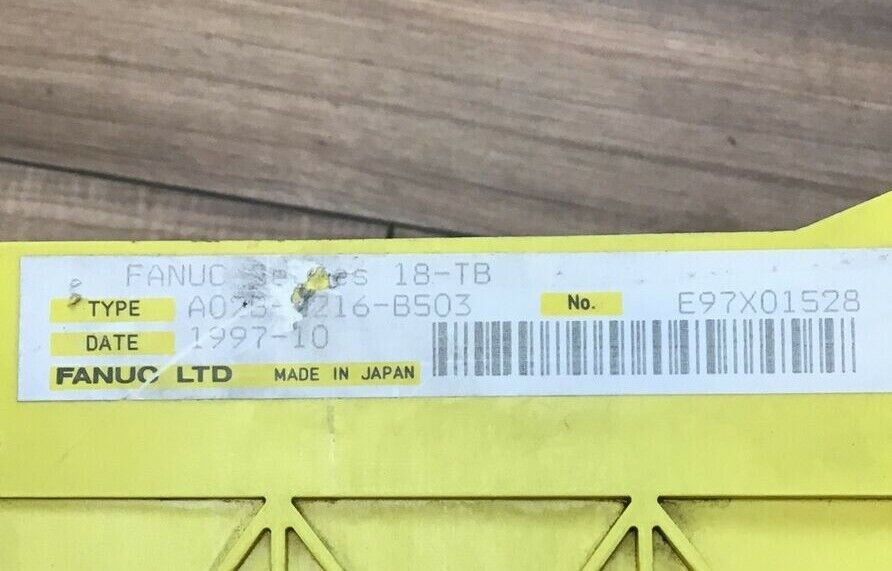 FANUC 18-TB
TYPE
No. E97X01528
DATE 1997-10
FANUC LTD MADE IN JAPAN